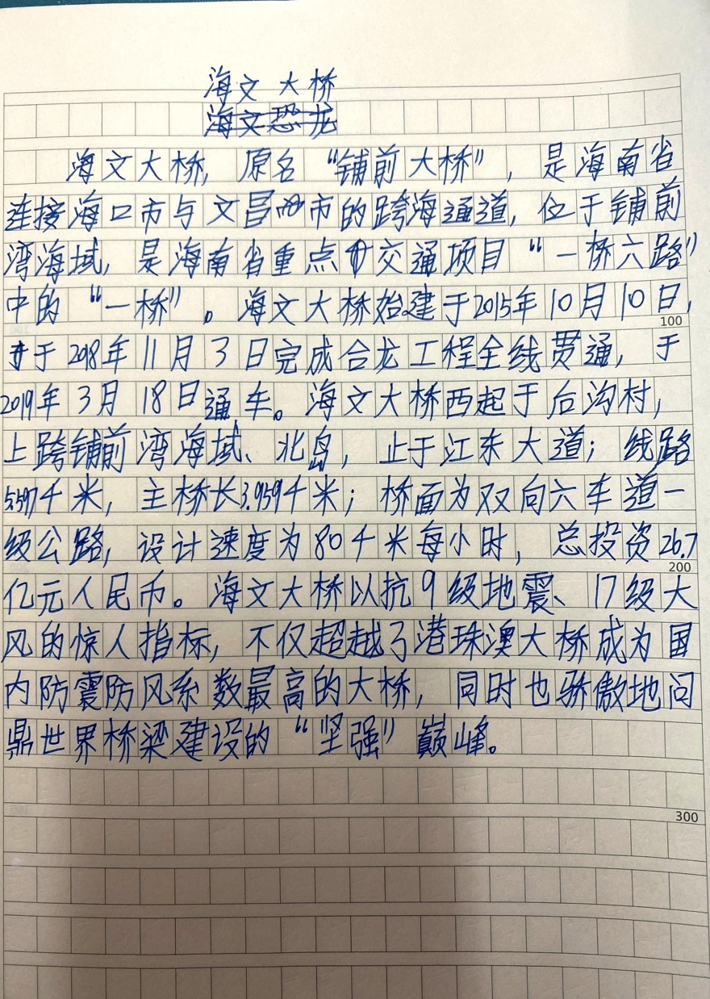 海文大桥
海文恐龙
海文大桥，原名“铺前大桥”，是海南省
连接海口市与文昌市的跨海通道，位于铺前
湾海域，是海南省重点交通项目“一桥六路”
中的“一桥”。海文大桥始建于2015年10月10日，
100
于2018年11月3日完成合龙工程全线贯通，于
2019年3月18日通车。海文大桥西起于后沟村，
上跨铺前湾海域、北岛，止于江东大道；线路
5.597千米，主桥长3.959千米；桥面为双向六车道一
级公路，设计速度为80千米每小时，总投资26.7
200
亿元人民币。海文大桥以抗9级地震、17级大
风的惊人指标，不仅超越了港珠澳大桥成为国
内防震防风系数最高的大桥，同时也骄傲地问
鼎世界桥梁建设的“坚强”巅峰。
300